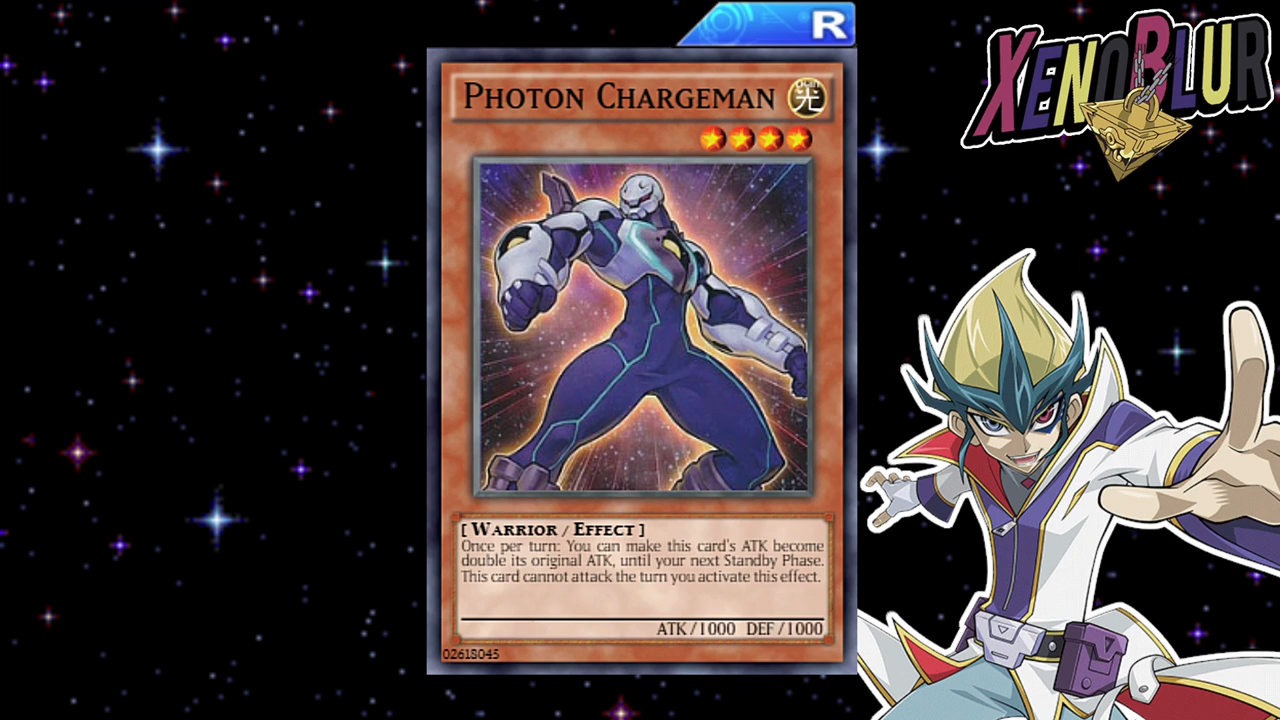 R
XENOBLUR
PHOTON CHARGEMAN
光
[ WARRIOR / EFFECT ]
Once per turn: You can make this card's ATK become
double its original ATK, until your next Standby Phase.
This card cannot attack the turn you activate this effect.
ATK / 1000 DEF / 1000
02618045